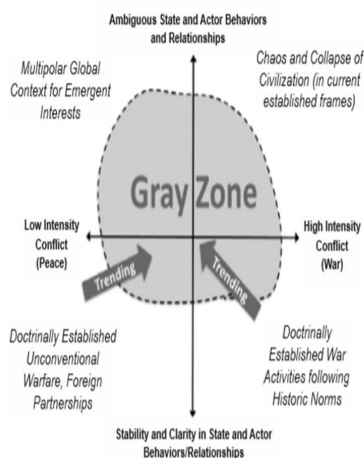 Ambiguous State and Actor Behaviors
and Relationships
Multipolar Global
Context for Emergent
Interests
Chaos and Collapse of
Civilization (in current
established frames)
Gray Zone
Low Intensity
Conflict
(Peace)
High Intensity
Conflict
(War)
Trending
Trending
Doctrinally Established
Unconventional
Warfare, Foreign
Partnerships
Doctrinally
Established War
Activities following
Historic Norms
Stability and Clarity in State and Actor
Behaviors/Relationships